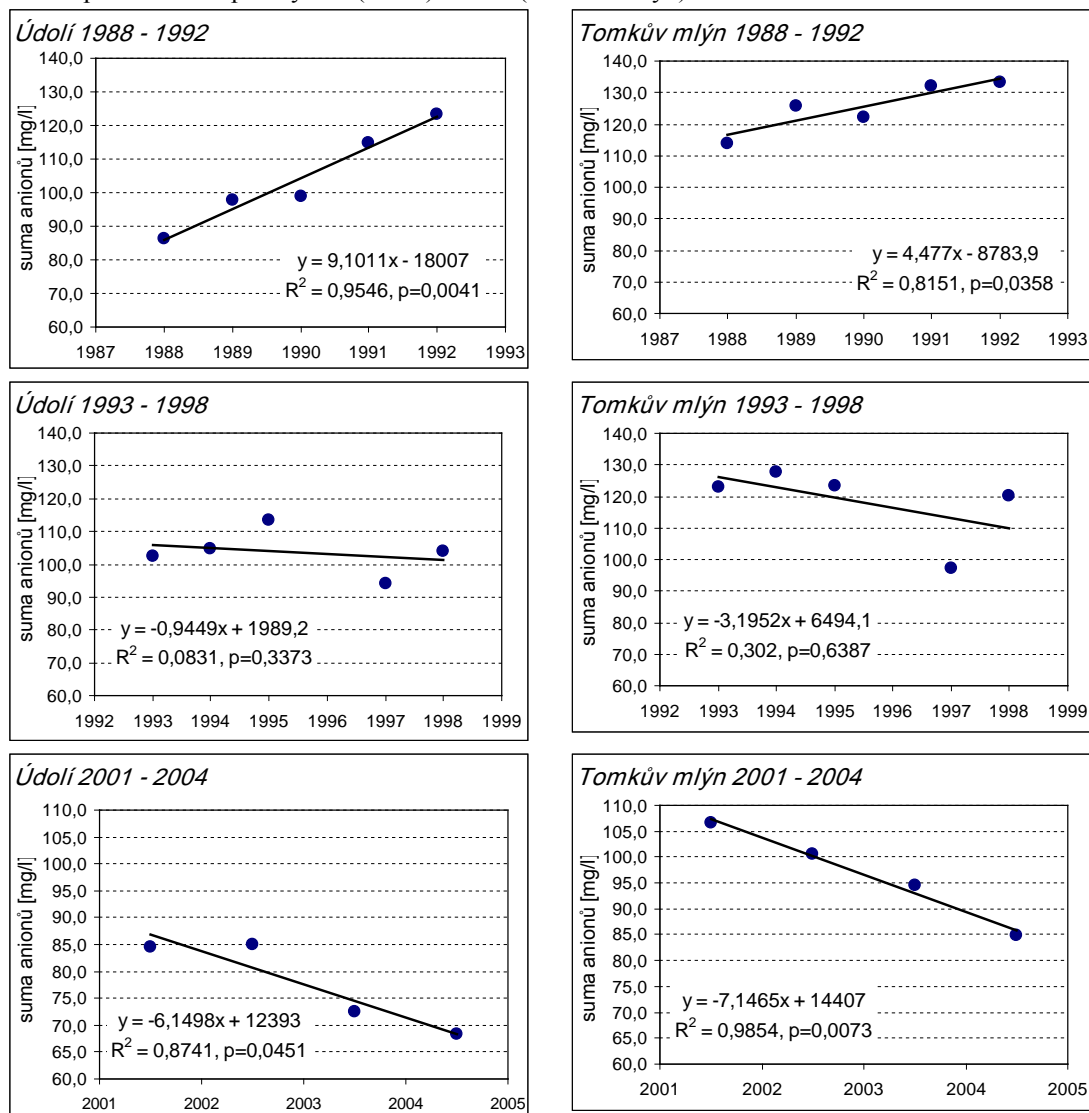 Údolí 1988 - 1992
suma anionů [mg/l]
140,0
130,0
120,0
110,0
100,0
90,0
80,0
70,0
60,0
y = 9,1011x - 18007
R² = 0,9546, p=0,0041
1987 1988 1989 1990 1991 1992 1993
Tomkův mlýn 1988 - 1992
suma anionů [mg/l]
140,0
130,0
120,0
110,0
100,0
90,0
80,0
70,0
60,0
y = 4,477x - 8783,9
R² = 0,8151, p=0,0358
1987 1988 1989 1990 1991 1992 1993
Údolí 1993 - 1998
suma anionů [mg/l]
140,0
130,0
120,0
110,0
100,0
90,0
80,0
70,0
60,0
y = -0,9449x + 1989,2
R² = 0,0831, p=0,3373
1992 1993 1994 1995 1996 1997 1998 1999
Tomkův mlýn 1993 - 1998
suma anionů [mg/l]
140,0
130,0
120,0
110,0
100,0
90,0
80,0
70,0
60,0
y = -3,1952x + 6494,1
R² = 0,302, p=0,6387
1992 1993 1994 1995 1996 1997 1998 1999
Údolí 2001 - 2004
suma anionů [mg/l]
110,0
105,0
100,0
95,0
90,0
85,0
80,0
75,0
70,0
65,0
60,0
y = -6,1498x + 12393
R² = 0,8741, p=0,0451
2001 2002 2003 2004 2005
Tomkův mlýn 2001 - 2004
suma anionů [mg/l]
110,0
105,0
100,0
95,0
90,0
85,0
80,0
75,0
70,0
65,0
60,0
y = -7,1465x + 14407
R² = 0,9854, p=0,0073
2001 2002 2003 2004 2005